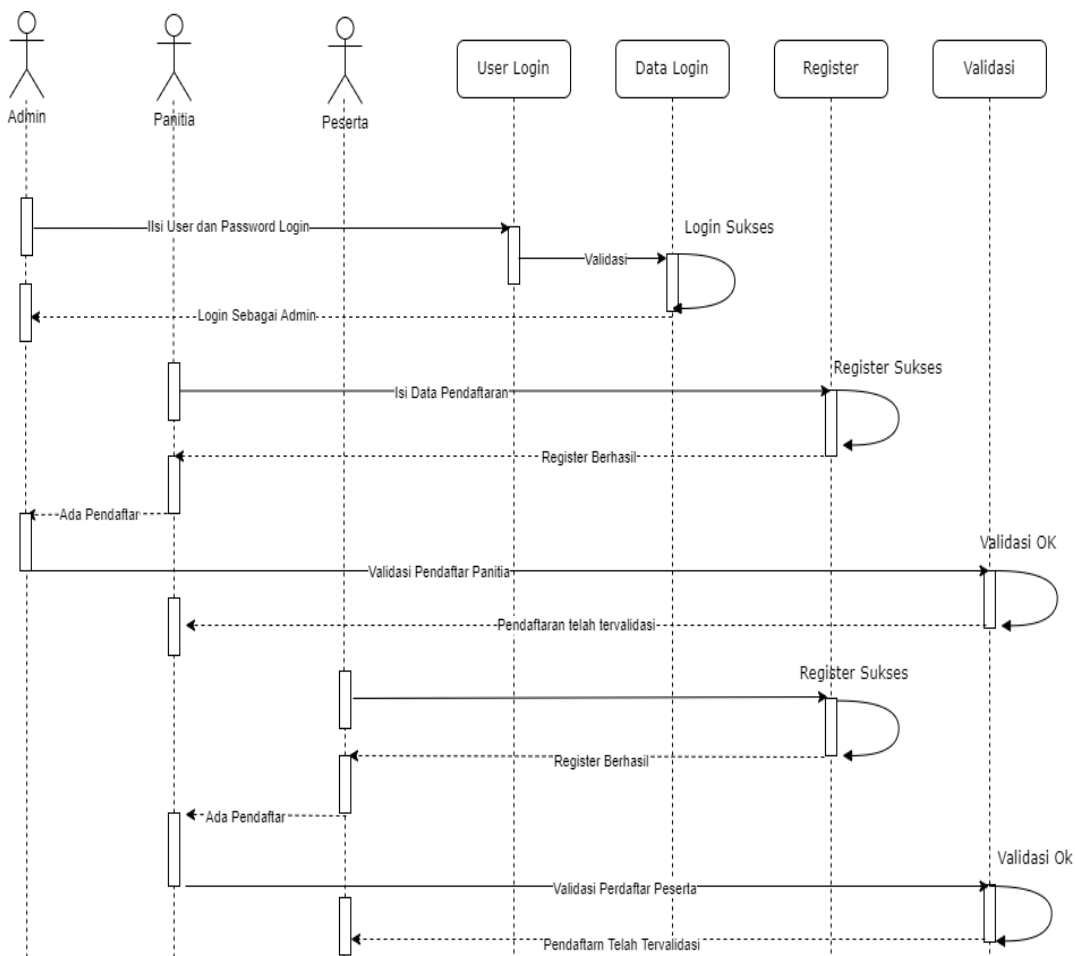 Admin
Panitia
Peserta
User Login
Data Login
Register
Validasi
IIsi User dan Password Login
Login Sukses
Validasi
Login Sebagai Admin
Register Sukses
Isi Data Pendaftaran
Register Berhasil
Ada Pendaftar
Validasi OK
Validasi Pendaftar Panitia
Pendaftaran telah tervalidasi
Register Sukses
Register Berhasil
Ada Pendaftar
Validasi Ok
Validasi Perdaftar Peserta
Pendaftarn Telah Tervalidasi